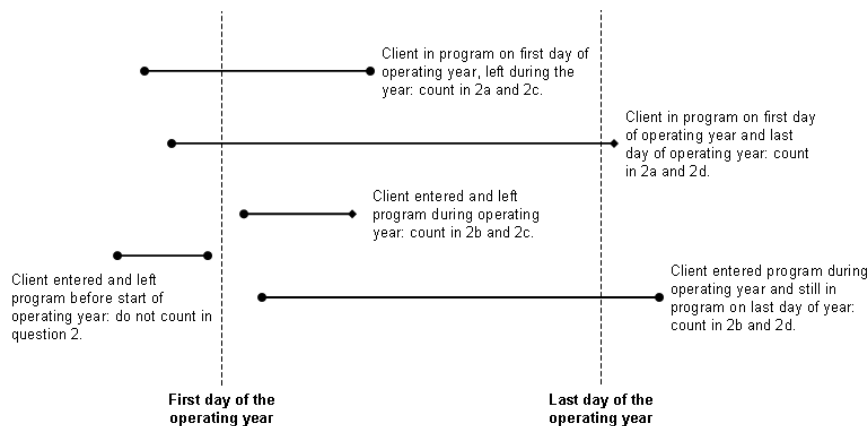 Client in program on first day of
operating year, left during the
year: count in 2a and 2c.
Client in program on first day
of operating year and last
day of operating year: count
in 2a and 2d.
Client entered and left
program during operating
year: count in 2b and 2c.
Client entered and left
program before start of
operating year: do not count in
question 2.
Client entered program during
operating year and still in
program on last day of year:
count in 2b and 2d.
First day of the
operating year
Last day of the
operating year